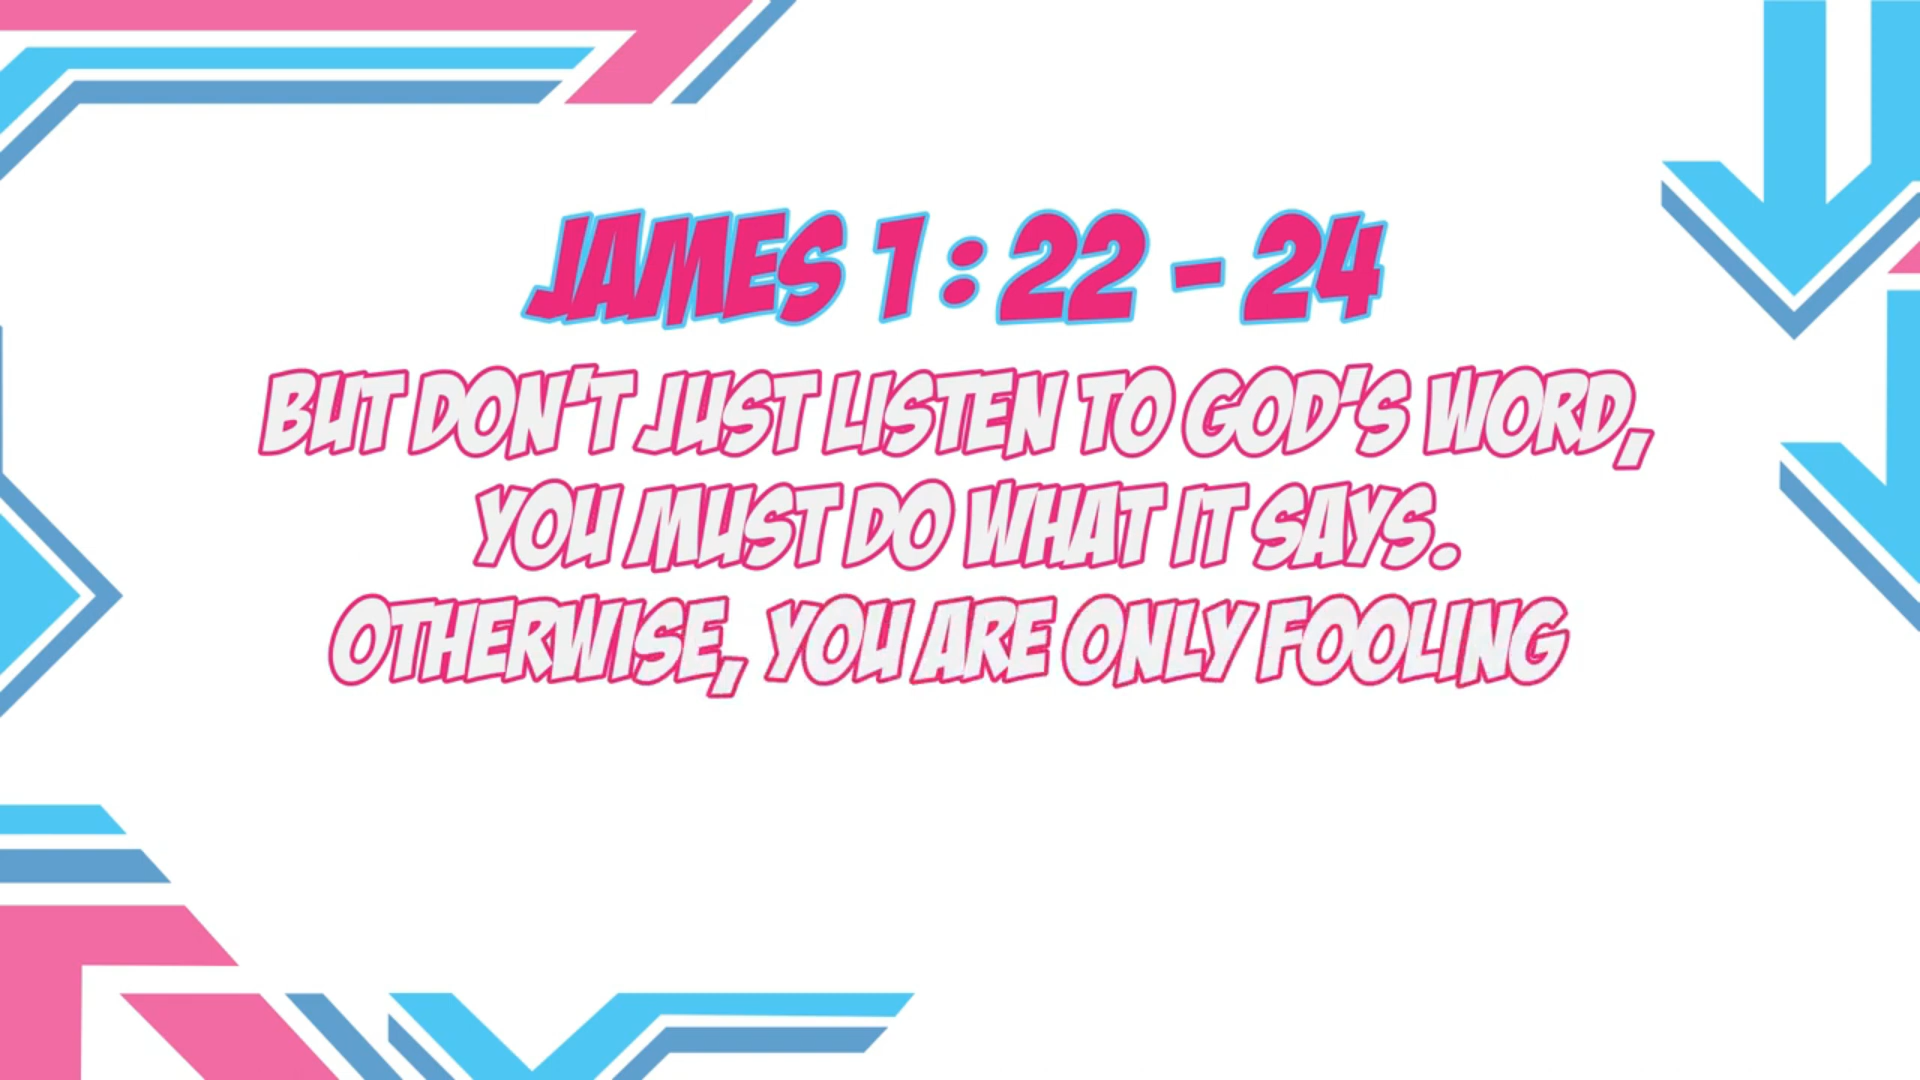 JAMES 1 : 22 - 24
BUT DON'T JUST LISTEN TO GOD'S WORD,
YOU MUST DO WHAT IT SAYS.
OTHERWISE, YOU ARE ONLY FOOLING